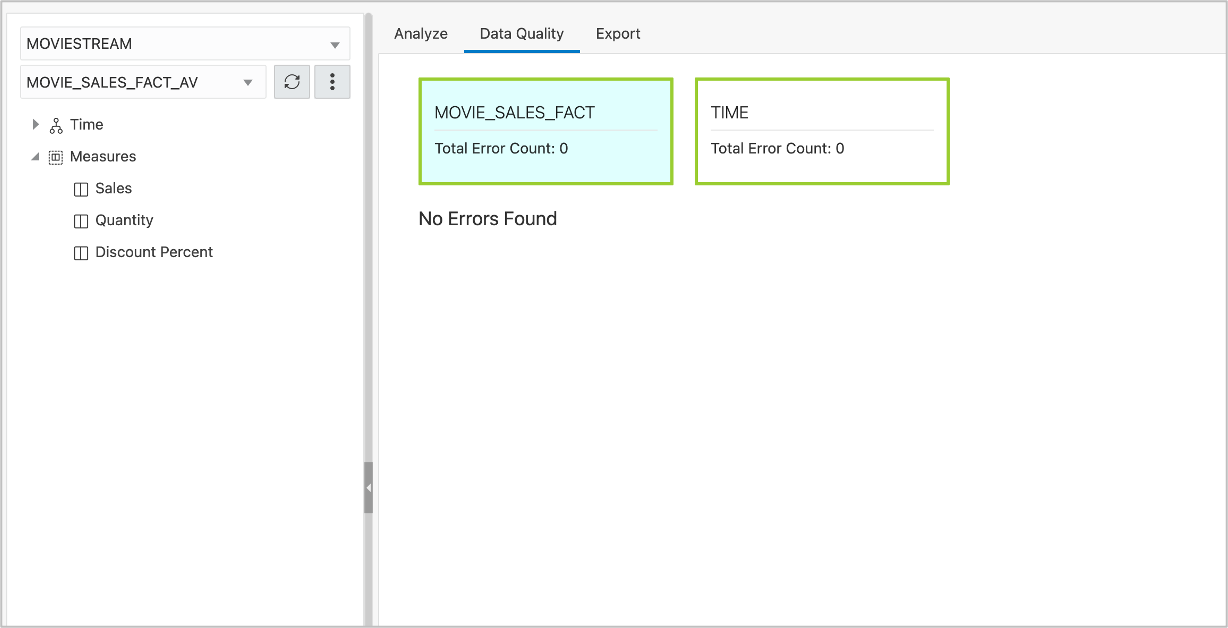 MOVIESTREAM
MOVIE_SALES_FACT_AV
Time
Measures
Sales
Quantity
Discount Percent
Analyze Data Quality Export
MOVIE_SALES_FACT
Total Error Count: 0
TIME
Total Error Count: 0
No Errors Found